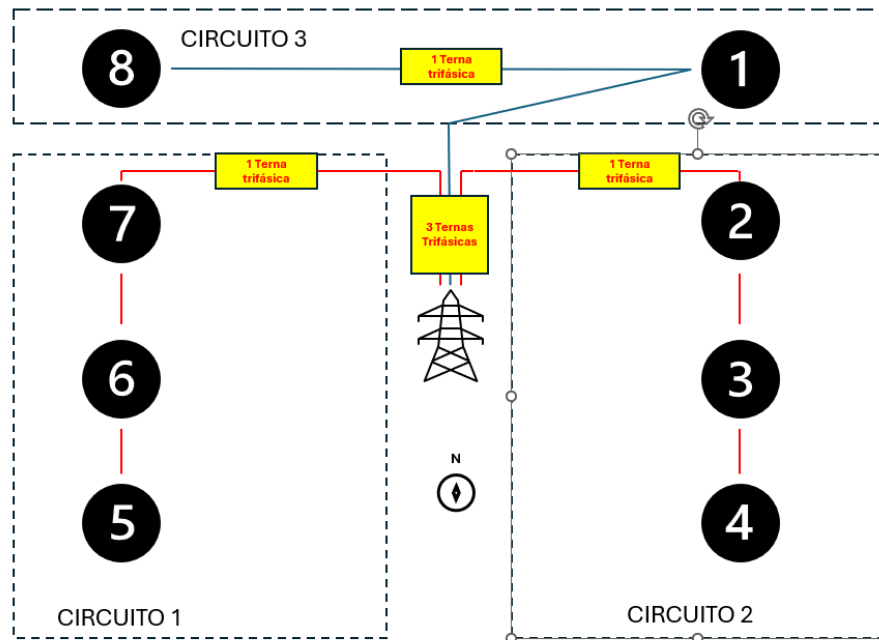 CIRCUITO 3
8
1 Terna
trifásica
1
1 Terna
trifásica
1 Terna
trifásica
7
3 Ternas
Trifásicas
2
6
3
N
5
4
CIRCUITO 1
CIRCUITO 2